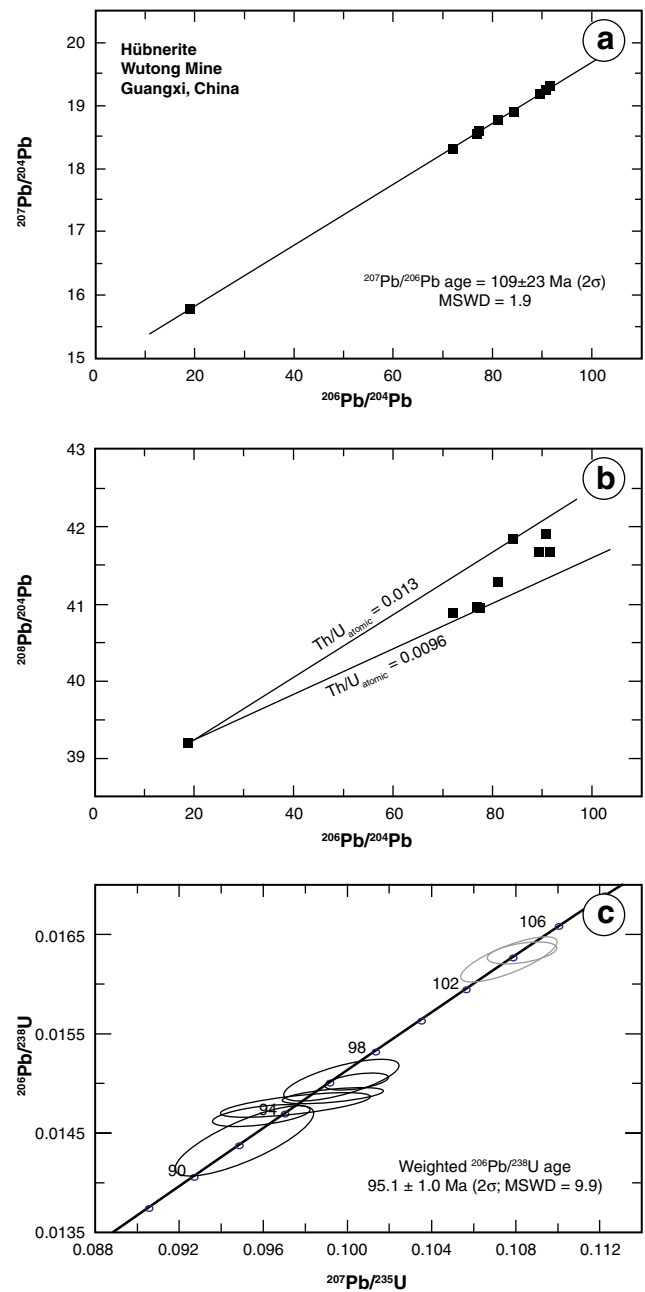 a
Hübnerite
Wutong Mine
Guangxi, China
20
19
18
17
16
15
²⁰⁷Pb/²⁰⁴Pb
²⁰⁷Pb/²⁰⁶Pb age = 109±23 Ma (2σ)
MSWD = 1.9
0 20 40 60 80 100
²⁰⁶Pb/²⁰⁴Pb
b
43
42
41
40
39
²⁰⁸Pb/²⁰⁴Pb
Th/U atomic = 0.013
Th/U atomic = 0.0096
0 20 40 60 80 100
²⁰⁶Pb/²⁰⁴Pb
c
0.0165
0.0155
0.0145
0.0135
²⁰⁶Pb/²³⁸U
106
102
98
94
90
Weighted ²⁰⁶Pb/²³⁸U age
95.1 ± 1.0 Ma (2σ; MSWD = 9.9)
0.088 0.092 0.096 0.100 0.104 0.108 0.112
²⁰⁷Pb/²³⁵U